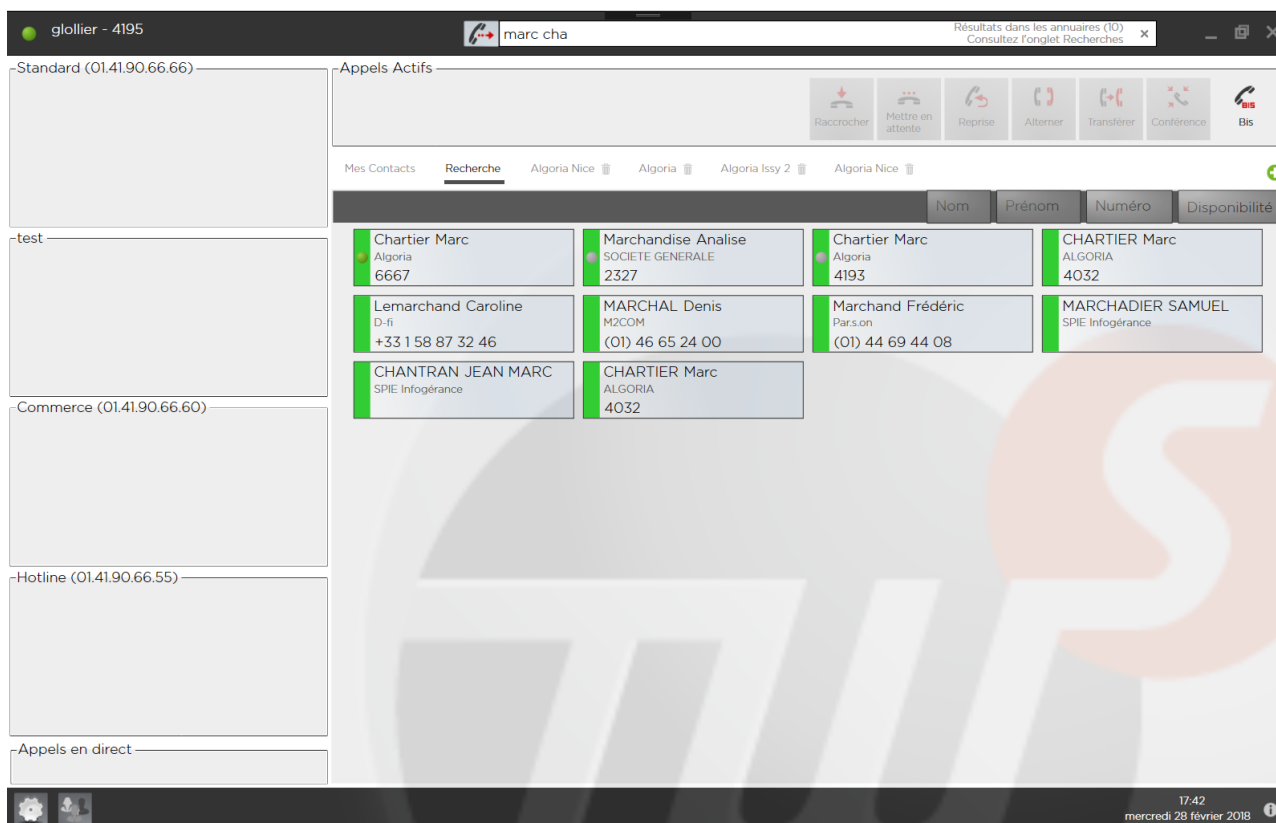 glollier - 4195
marc cha
Résultats dans les annuaires (10)
Consultez l'onglet Recherches
Standard (01.41.90.66.66)
Appels Actifs
Raccrocher
Mettre en
attente
Reprise
Alterner
Transférer
Conférence
BIS
Bis
Mes Contacts
Recherche
Algoria Nice
Algoria
Algoria Issy 2
Algoria Nice
Nom
Prénom
Numéro
Disponibilité
test
Chartier Marc
Algoria
6667
Marchandise Analise
SOCIETE GENERALE
2327
Chartier Marc
Algoria
4193
CHARTIER Marc
ALGORIA
4032
Lemarchand Caroline
D-fi
+33 1 58 87 32 46
MARCHAL Denis
M2COM
(01) 46 65 24 00
Marchand Frédéric
Par.s.on
(01) 44 69 44 08
MARCHADIER SAMUEL
SPIE Infogérance
CHANTRAN JEAN MARC
SPIE Infogérance
CHARTIER Marc
ALGORIA
4032
Commerce (01.41.90.66.60)
Hotline (01.41.90.66.55)
Appels en direct
17:42
mercredi 28 février 2018